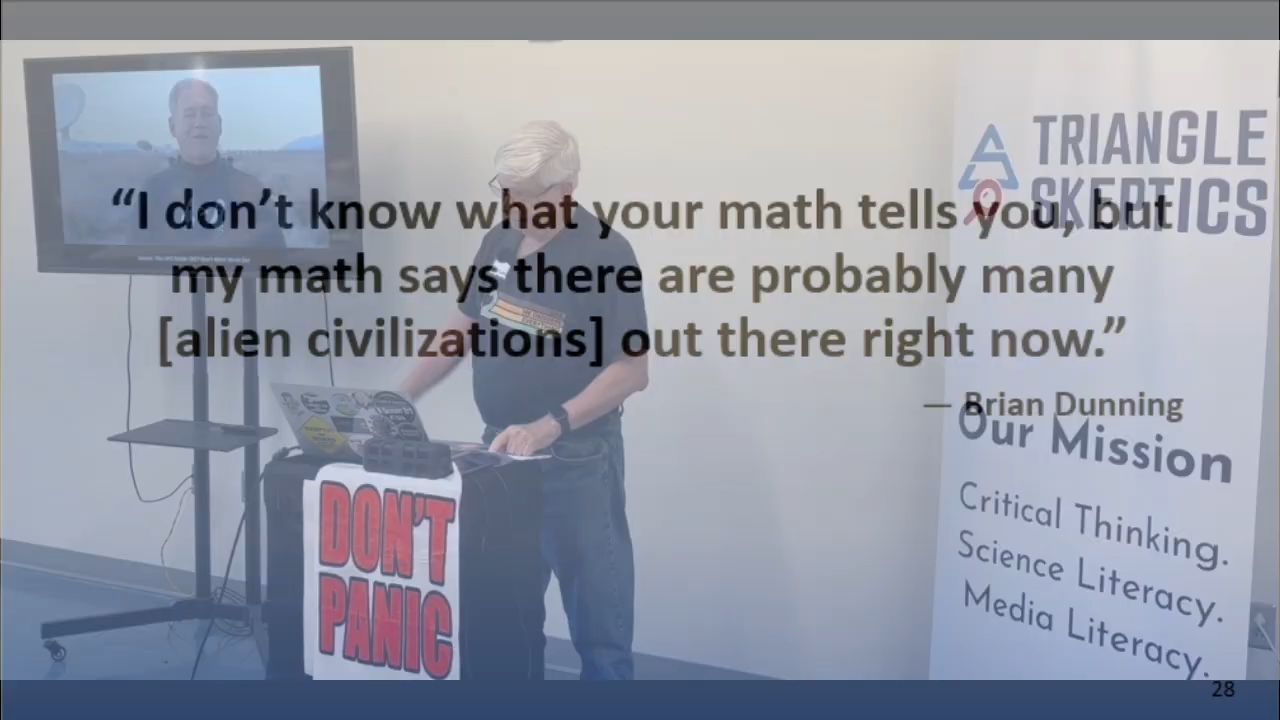 TRIANGLE
SKEPTICS
“I don’t know what your math tells you, but
my math says there are probably many
[alien civilizations] out there right now.”
— Brian Dunning
Our Mission
Critical Thinking.
Science Literacy.
Media Literacy.
DON'T
PANIC
28